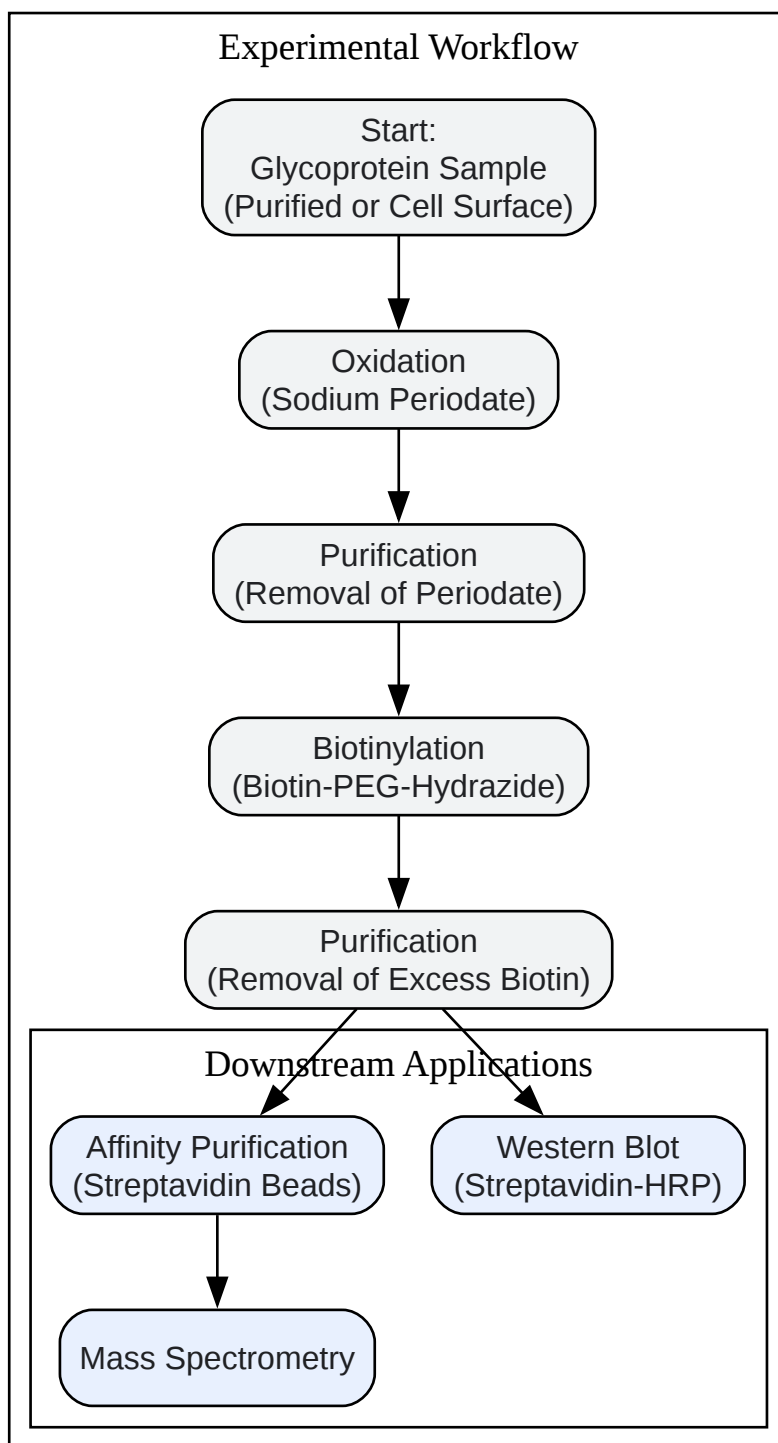 Experimental Workflow
Start:
Glycoprotein Sample
(Purified or Cell Surface)
Oxidation
(Sodium Periodate)
Purification
(Removal of Periodate)
Biotinylation
(Biotin-PEG-Hydrazide)
Purification
(Removal of Excess Biotin)
Downstream Applications
Affinity Purification
(Streptavidin Beads)
Western Blot
(Streptavidin-HRP)
Mass Spectrometry